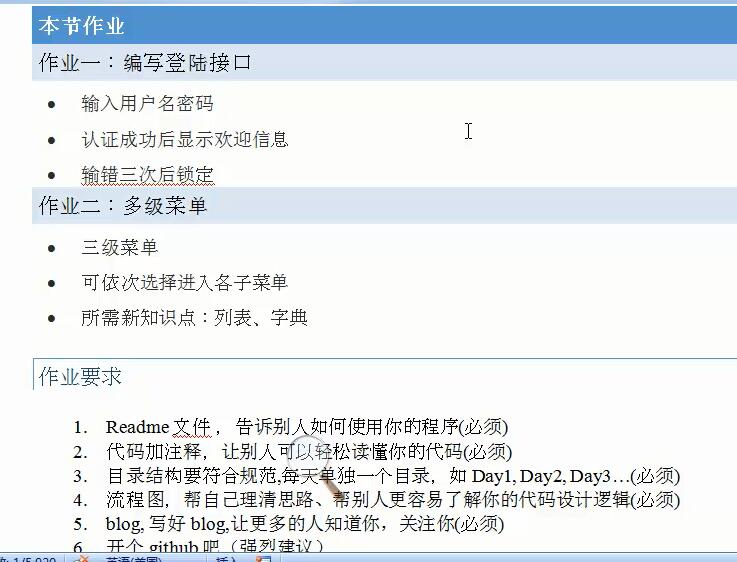 本节作业
作业一：编写登陆接口
• 输入用户名密码
• 认证成功后显示欢迎信息
• 输错三次后锁定
作业二：多级菜单
• 三级菜单
• 可依次选择进入各子菜单
• 所需新知识点：列表、字典
作业要求
1. Readme 文件，告诉别人如何使用你的程序(必须)
2. 代码加注释，让别人可以轻松读懂你的代码(必须)
3. 目录结构要符合规范,每天单独一个目录，如 Day1, Day2, Day3…(必须)
4. 流程图，帮自己理清思路、帮别人更容易了解你的代码设计逻辑(必须)
5. blog, 写好 blog,让更多的人知道你，关注你(必须)
6. 开个 github 吧（强烈建议）